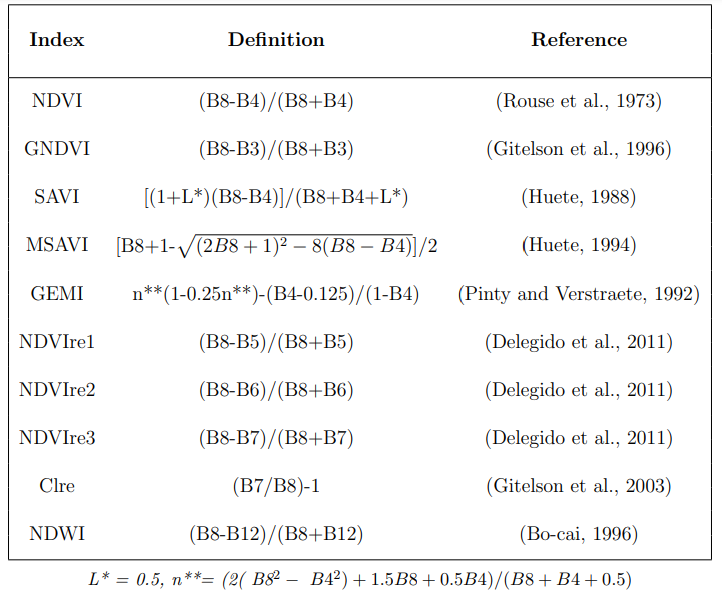 Index Definition Reference
NDVI (B8-B4)/(B8+B4) (Rouse et al., 1973)
GNDVI (B8-B3)/(B8+B3) (Gitelson et al., 1996)
SAVI [(1+L*)(B8-B4)]/(B8+B4+L*) (Huete, 1988)
MSAVI [B8+1-√(2B8 + 1)² − 8(B8 − B4)]/2 (Huete, 1994)
GEMI n**(1-0.25n**)-(B4-0.125)/(1-B4) (Pinty and Verstraete, 1992)
NDVIre1 (B8-B5)/(B8+B5) (Delegido et al., 2011)
NDVIre2 (B8-B6)/(B8+B6) (Delegido et al., 2011)
NDVIre3 (B8-B7)/(B8+B7) (Delegido et al., 2011)
Clre (B7/B8)-1 (Gitelson et al., 2003)
NDWI (B8-B12)/(B8+B12) (Bo-cai, 1996)
L* = 0.5, n**= (2( B8² − B4²) + 1.5B8 + 0.5B4)/(B8 + B4 + 0.5)